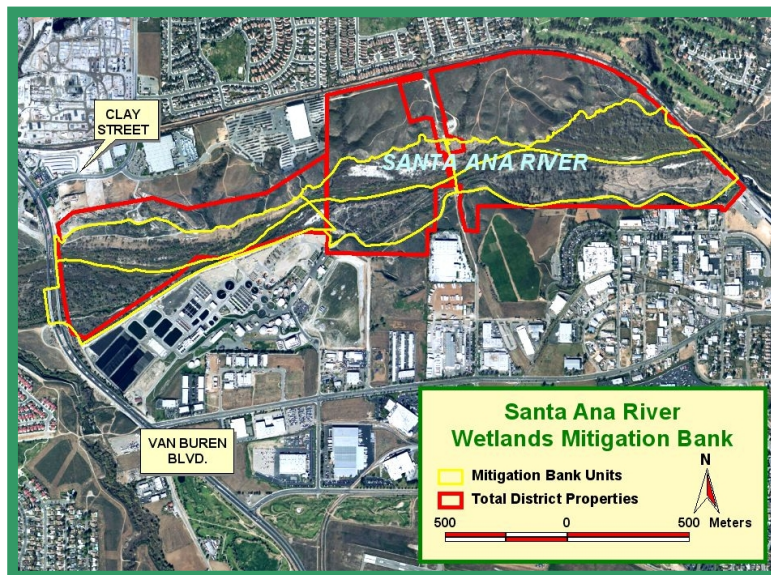 CLAY
STREET
SANTA ANA RIVER
VAN BUREN
BLVD.
Santa Ana River
Wetlands Mitigation Bank
N
Mitigation Bank Units
Total District Properties
500 0 500 Meters